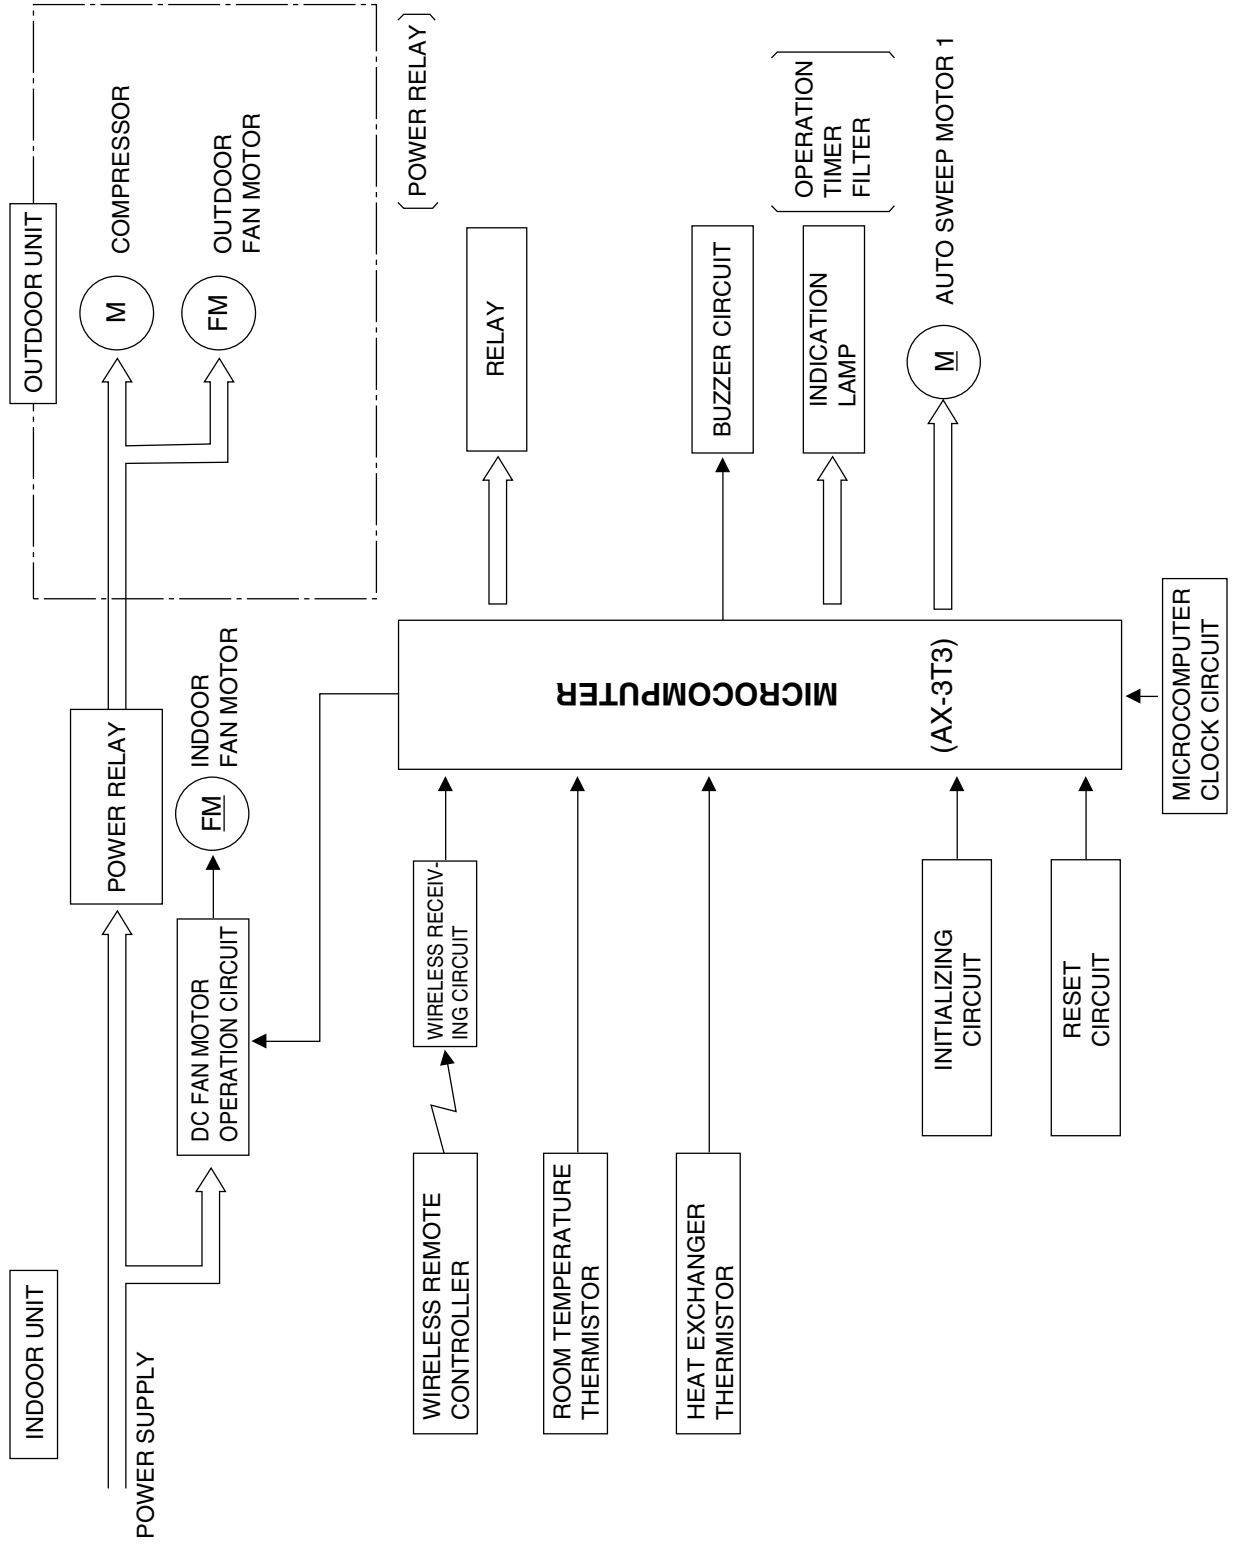 INDOOR UNIT
POWER SUPPLY
OUTDOOR UNIT
POWER RELAY
M
COMPRESSOR
FM
OUTDOOR
FAN MOTOR
DC FAN MOTOR
OPERATION CIRCUIT
FM
INDOOR
FAN MOTOR
WIRELESS REMOTE
CONTROLLER
WIRELESS RECEIV-
ING CIRCUIT
ROOM TEMPERATURE
THERMISTOR
HEAT EXCHANGER
THERMISTOR
INITIALIZING
CIRCUIT
RESET
CIRCUIT
MICROCOMPUTER
(AX-3T3)
MICROCOMPUTER
CLOCK CIRCUIT
RELAY
(POWER RELAY)
BUZZER CIRCUIT
INDICATION
LAMP
OPERATION
TIMER
FILTER
M
AUTO SWEEP MOTOR 1